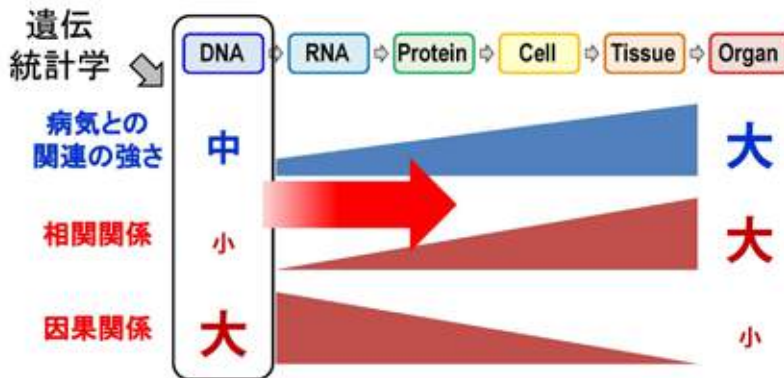 遺伝
統計学
DNA
RNA
Protein
Cell
Tissue
Organ
病気との
関連の強さ
中
大
相関関係
小
大
因果関係
大
小